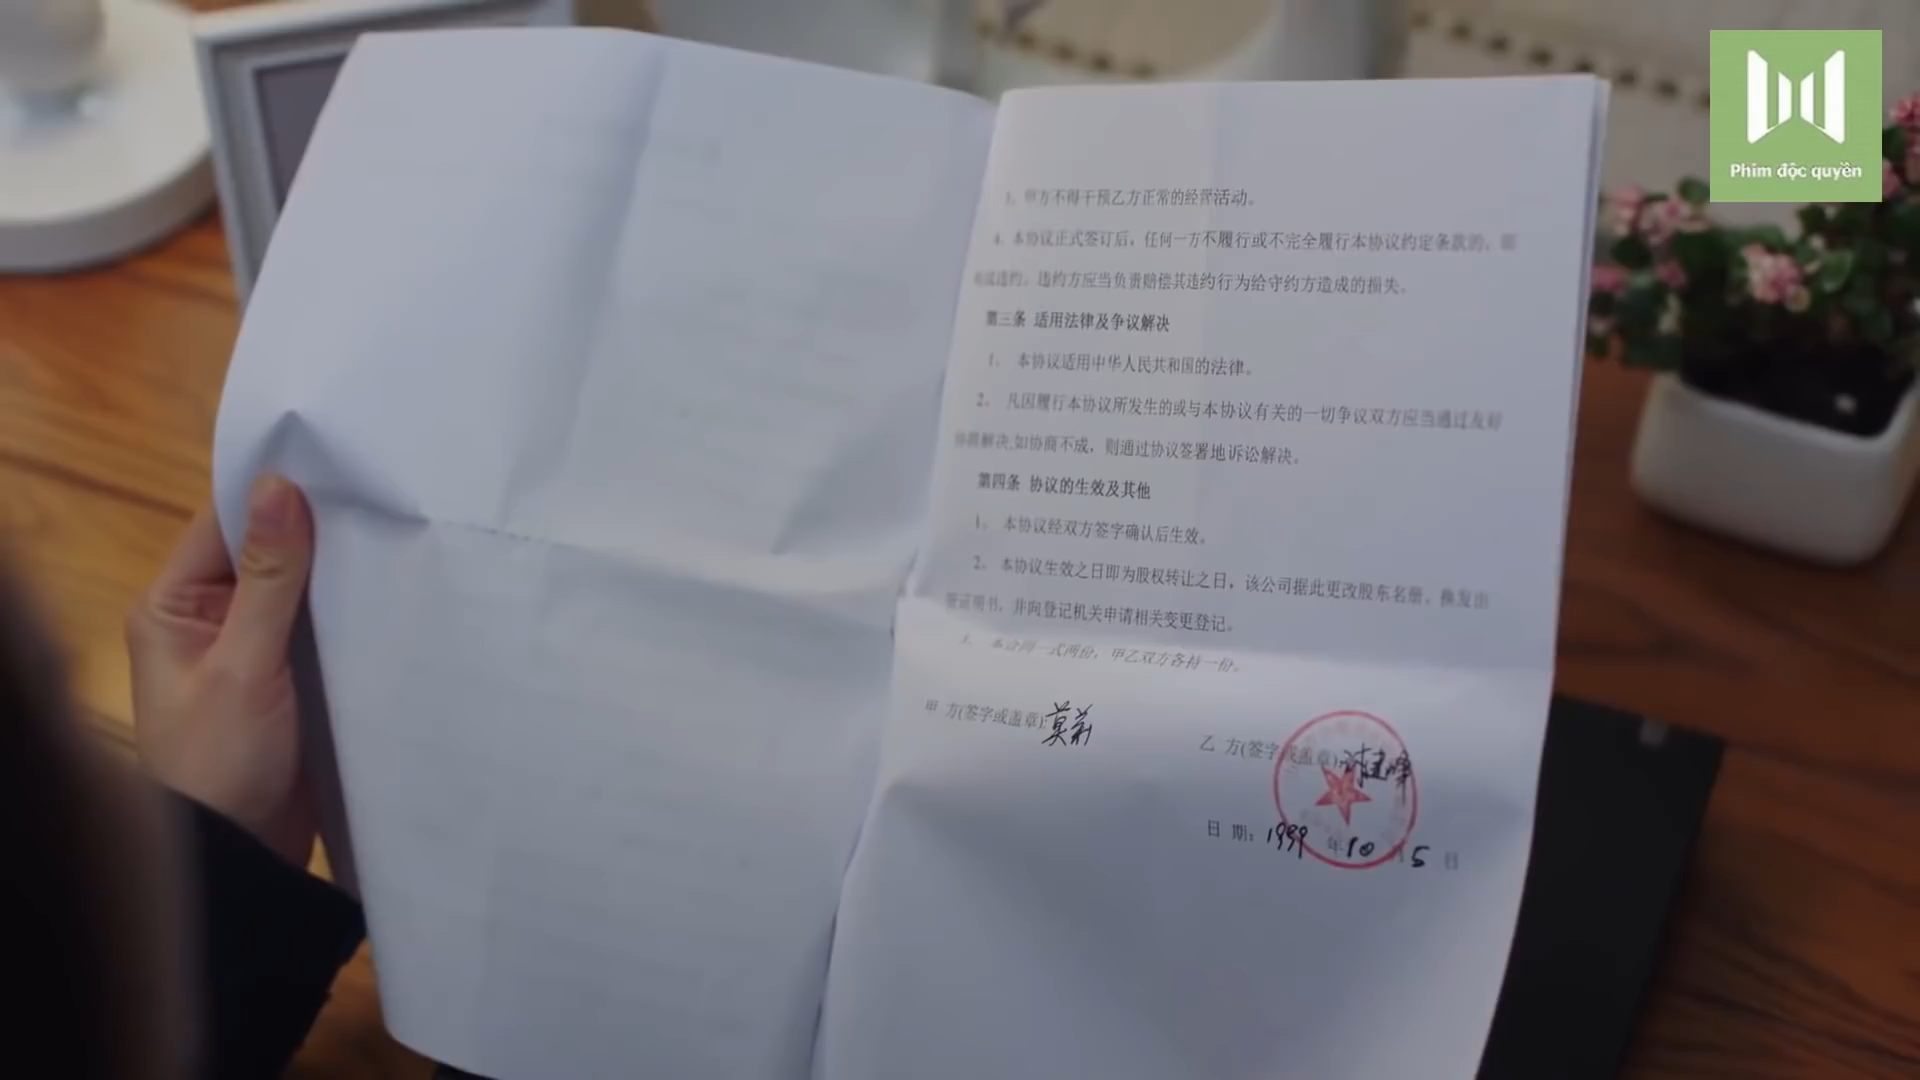 3. 甲方不得干预乙方正常的经营活动。
4. 本协议正式签订后，任何一方不履行或不完全履行本协议约定条款的，即
构成违约。违约方应当负责赔偿其违约行为给守约方造成的损失。
第三条 适用法律及争议解决
1. 本协议适用中华人民共和国的法律。
2. 凡因履行本协议所发生的或与本协议有关的一切争议双方应当通过友好
协商解决,如协商不成，则通过协议签署地诉讼解决。
第四条 协议的生效及其他
1. 本协议经双方签字确认后生效。
2. 本协议生效之日即为股权转让之日，该公司据此更改股东名册、换发出
资证明书，并向登记机关申请相关变更登记。
3. 本合同一式两份，甲乙双方各持一份。
甲 方(签字或盖章):莫莉
乙 方(签字或盖章):
日 期: 1999 年 10 月 5 日
Phim độc quyền